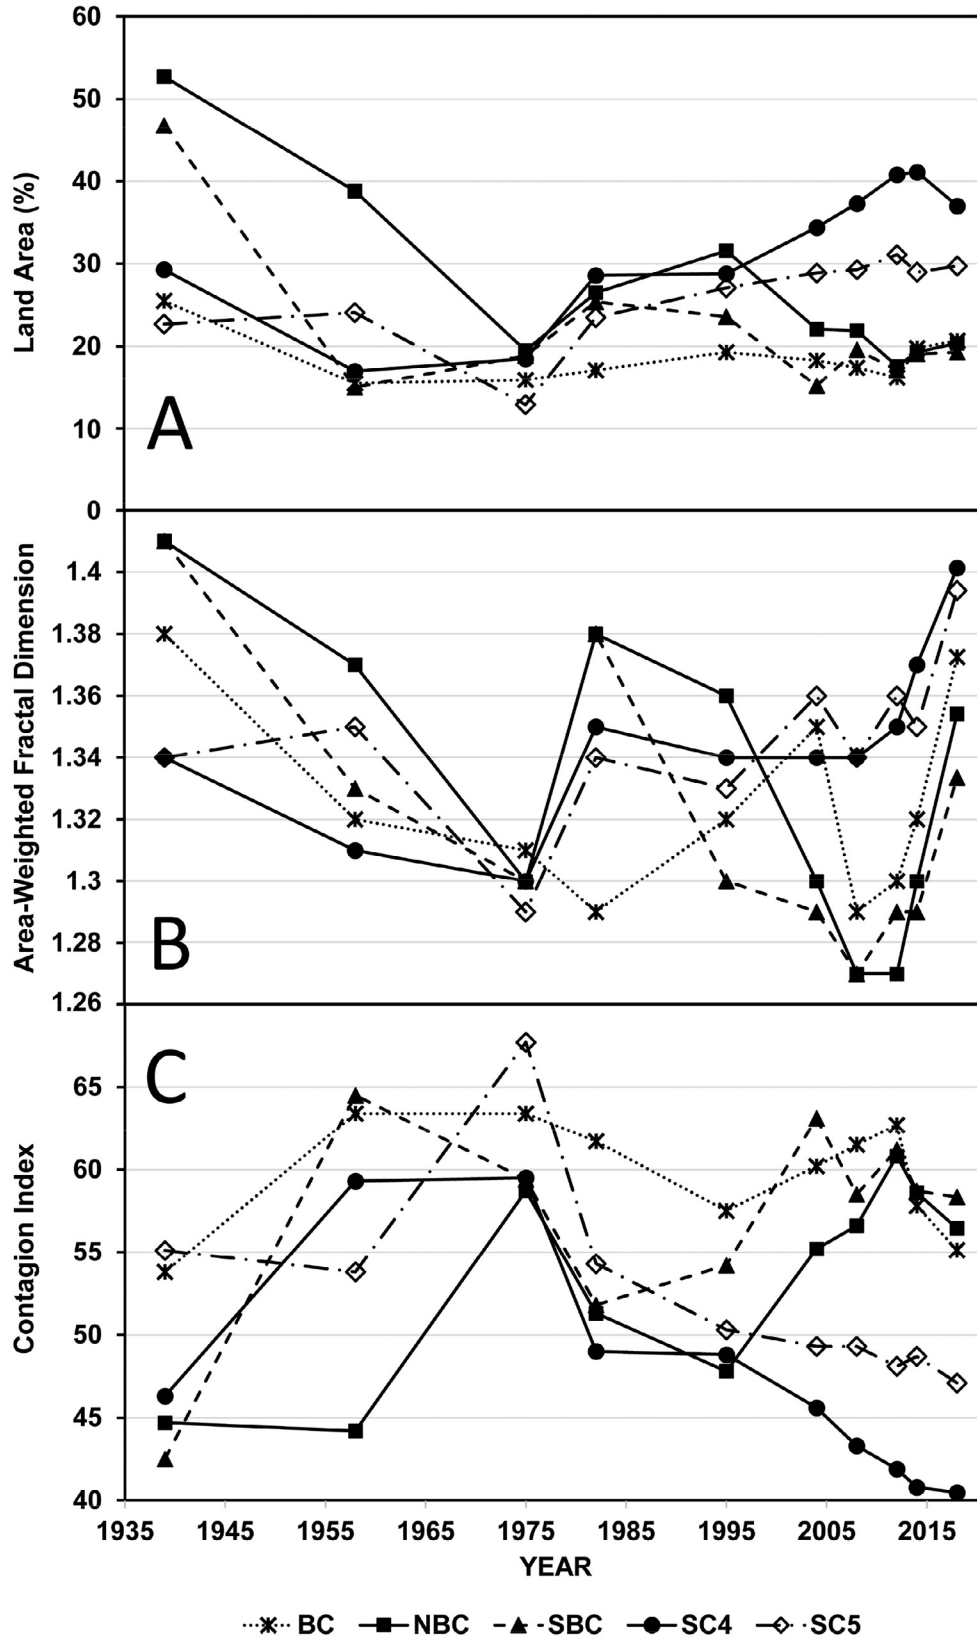 60
50
40
30
20
10
0
Land Area (%)
A
1.4
1.38
1.36
1.34
1.32
1.3
1.28
1.26
Area-Weighted Fractal Dimension
B
65
60
55
50
45
40
Contagion Index
C
1935 1945 1955 1965 1975 1985 1995 2005 2015
YEAR
BC NBC SBC SC4 SC5